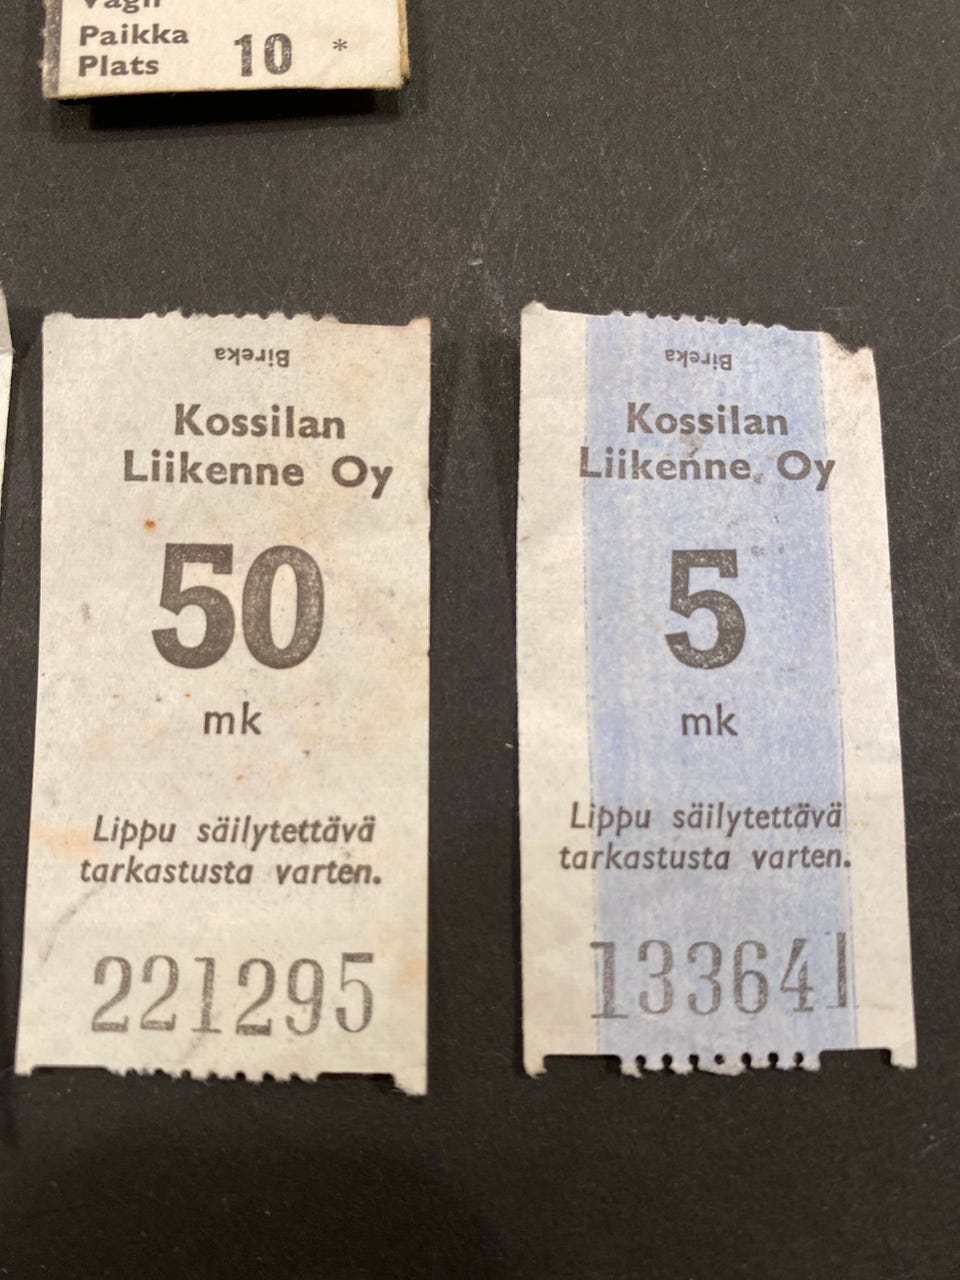 Vagn
Paikka
Plats 10 *
Bireka
Kossilan
Liikenne Oy
50
mk
Lippu säilytettävä
tarkastusta varten.
221295
Bireka
Kossilan
Liikenne Oy
5
mk
Lippu säilytettävä
tarkastusta varten.
133641